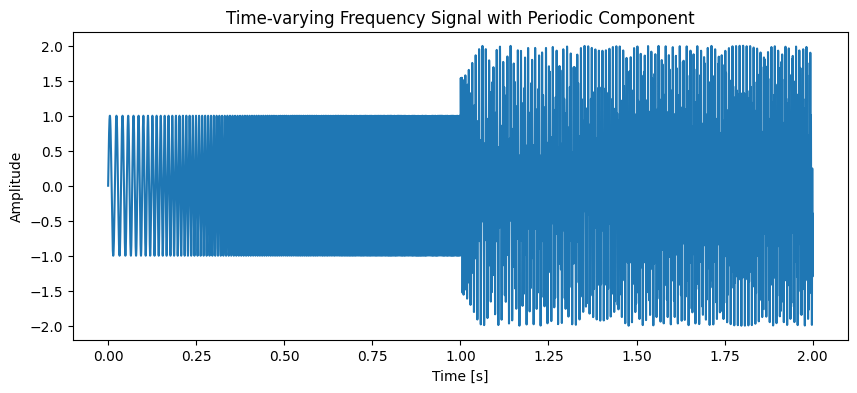 Time-varying Frequency Signal with Periodic Component
2.0
1.5
1.0
0.5
0.0
−0.5
−1.0
−1.5
−2.0
Amplitude
0.00 0.25 0.50 0.75 1.00 1.25 1.50 1.75 2.00
Time [s]